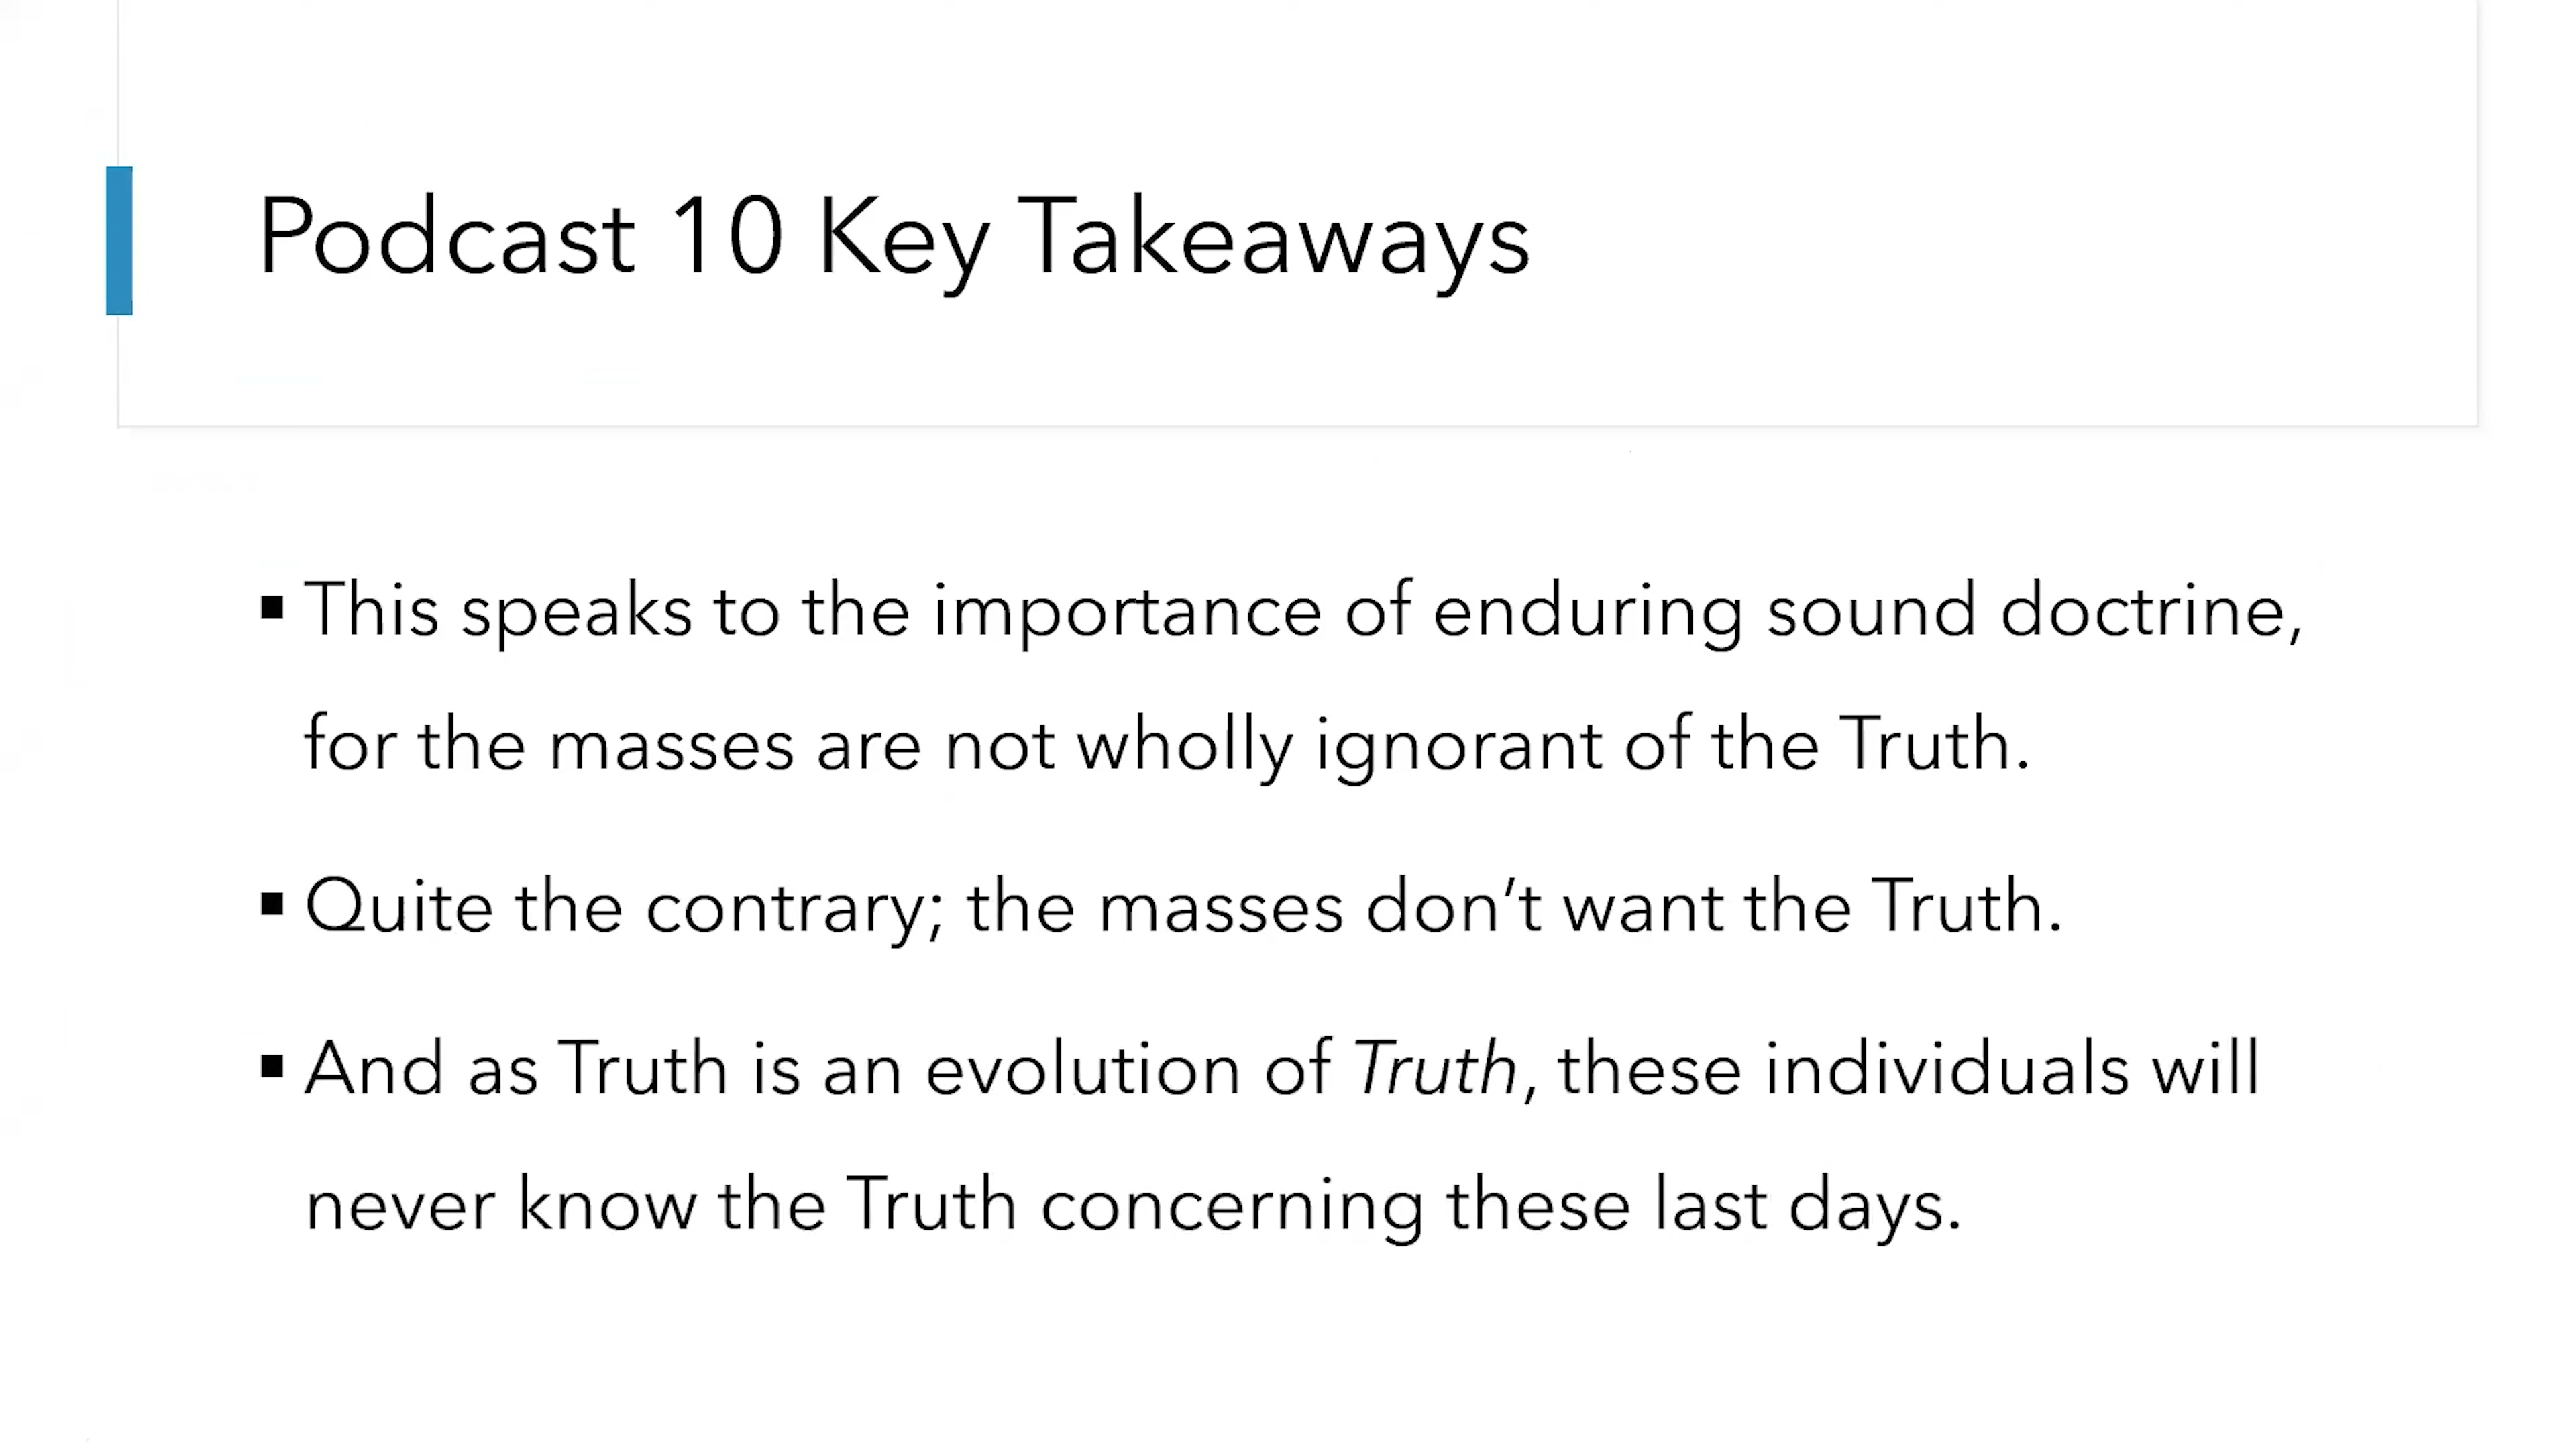 Podcast 10 Key Takeaways
▪ This speaks to the importance of enduring sound doctrine,
for the masses are not wholly ignorant of the Truth.
▪ Quite the contrary; the masses don’t want the Truth.
▪ And as Truth is an evolution of Truth, these individuals will
never know the Truth concerning these last days.